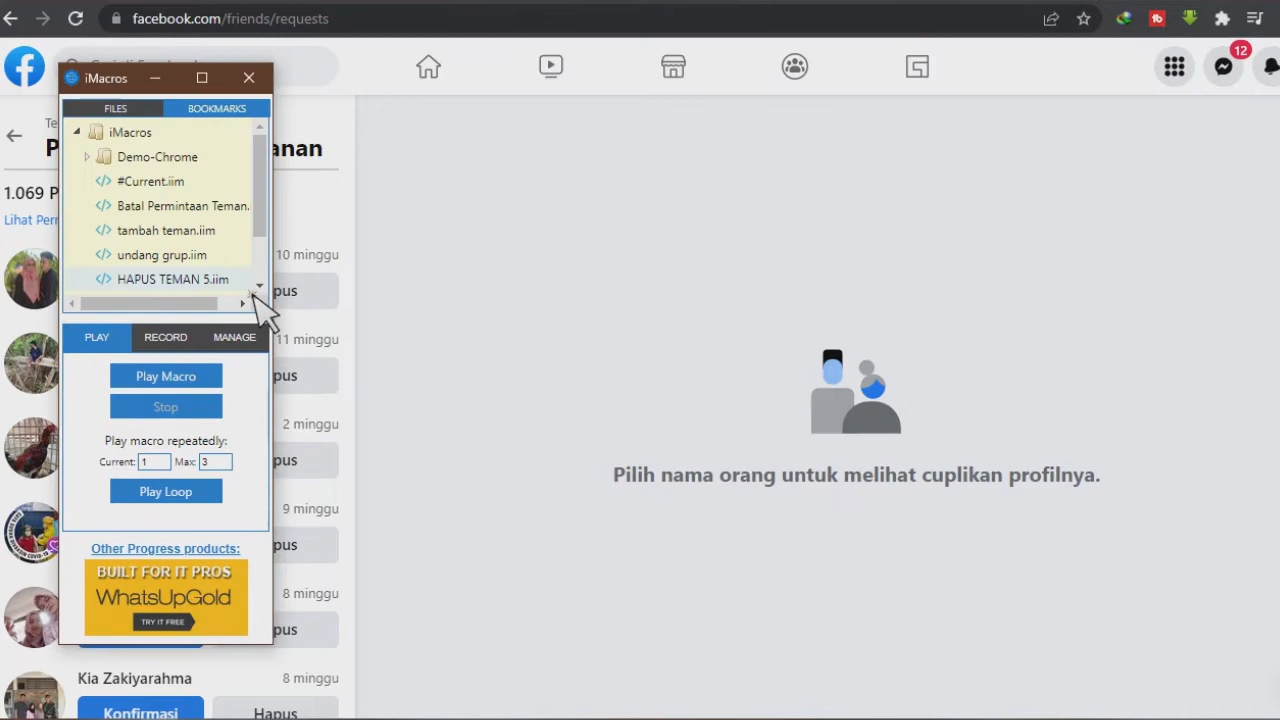 facebook.com/friends/requests
12
iMacros
FILES BOOKMARKS
iMacros
Demo-Chrome
#Current.iim
Batal Permintaan Teman.
tambah teman.iim
undang grup.iim
HAPUS TEMAN 5.iim
PLAY RECORD MANAGE
Play Macro
Stop
Play macro repeatedly:
Current: 1 Max: 3
Play Loop
Other Progress products:
BUILT FOR IT PROS
WhatsUpGold
TRY IT FREE
Te
P anan
1.069 P
Lihat Perr
10 minggu
pus
11 minggu
pus
2 minggu
pus
9 minggu
pus
8 minggu
pus
Kia Zakiyarahma 8 minggu
Konfirmasi Hapus
Pilih nama orang untuk melihat cuplikan profilnya.